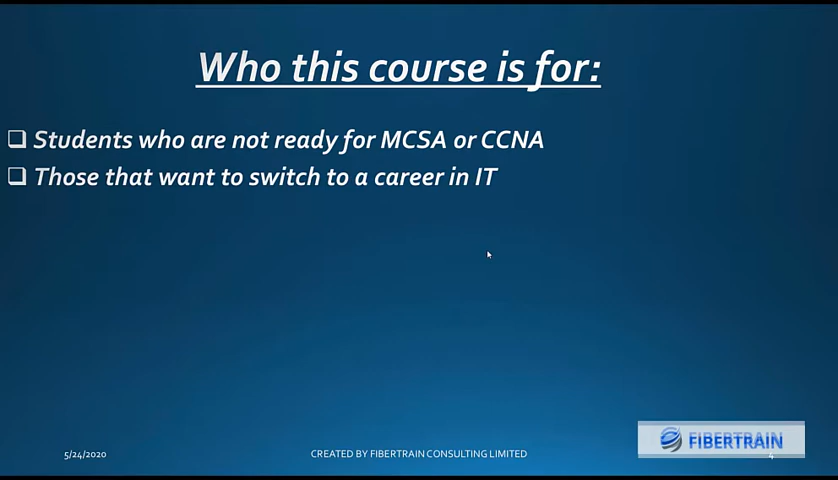 Who this course is for:
❑ Students who are not ready for MCSA or CCNA
❑ Those that want to switch to a career in IT
5/24/2020
CREATED BY FIBERTRAIN CONSULTING LIMITED
FIBERTRAIN
4